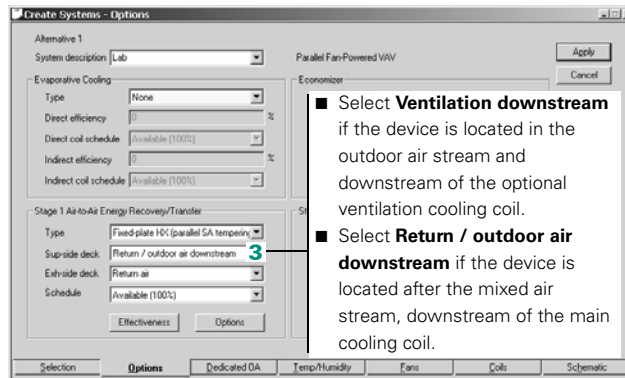 Create Systems - Options
Alternative 1
System description Lab
Parallel Fan-Powered VAV
Apply
Cancel
Evaporative Cooling
Type None
Direct efficiency 0 %
Direct coil schedule Available (100%)
Indirect efficiency 0 %
Indirect coil schedule Available (100%)
Economizer
■ Select Ventilation downstream
if the device is located in the
outdoor air stream and
downstream of the optional
ventilation cooling coil.
■ Select Return / outdoor air
downstream if the device is
located after the mixed air
stream, downstream of the main
cooling coil.
Stage 1 Air-to-Air Energy Recovery/Transfer
Type Fixed-plate HX (parallel SA tempering
Sup-side deck Return / outdoor air downstream 3
Exh-side deck Return air
Schedule Available (100%)
Effectiveness Options
St
Selection Options Dedicated OA Temp/Humidity Fans Coils Schematic